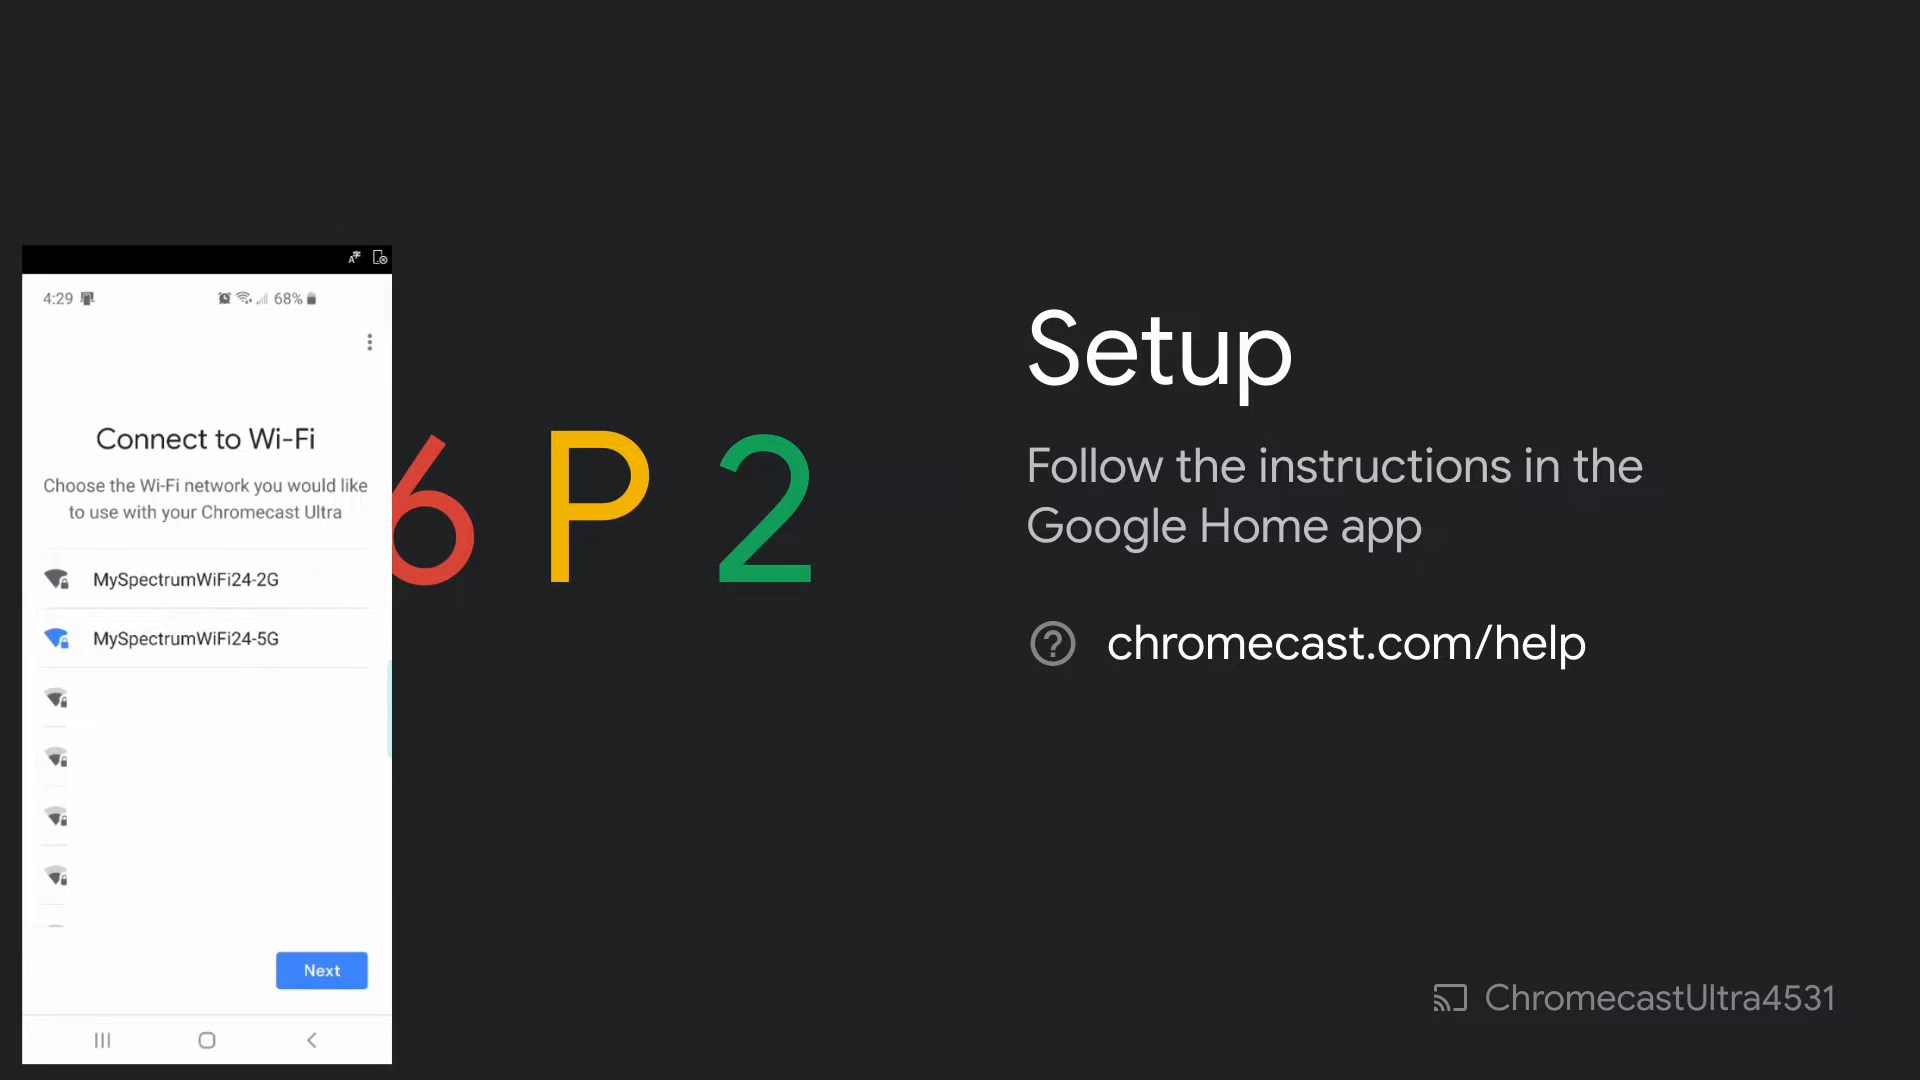 4:29
68%
Connect to Wi-Fi
Choose the Wi-Fi network you would like
to use with your Chromecast Ultra
MySpectrumWiFi24-2G
MySpectrumWiFi24-5G
Next
6 P 2
Setup
Follow the instructions in the
Google Home app
chromecast.com/help
ChromecastUltra4531